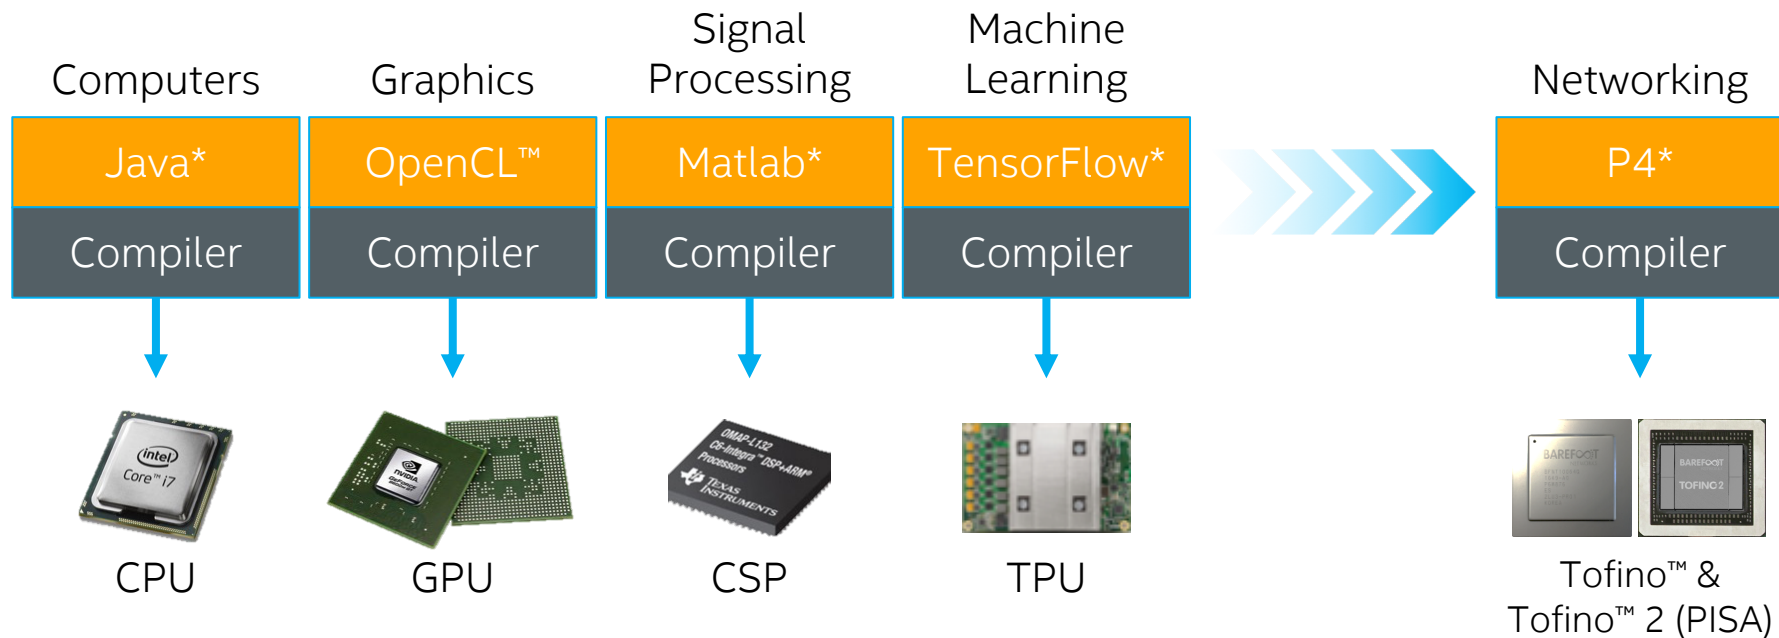 Computers
Graphics
Signal
Processing
Machine
Learning
Networking
Java*
OpenCL™
Matlab*
TensorFlow*
P4*
Compiler
Compiler
Compiler
Compiler
Compiler
intel
Core™ i7
NVIDIA
GEFORCE
OMAP-L132
C6-Integra™ DSP+ARM®
Processors
TEXAS
INSTRUMENTS
BAREFOOT
NETWORKS
BAREFOOT
TOFINO 2
CPU
GPU
CSP
TPU
Tofino™ &
Tofino™ 2 (PISA)